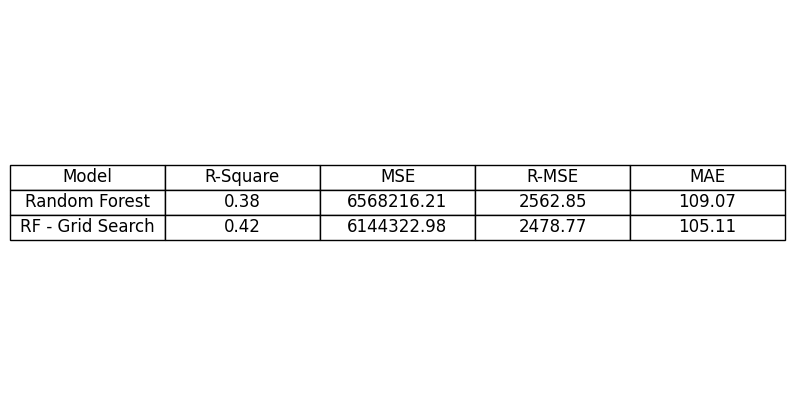 Model R-Square MSE R-MSE MAE
Random Forest 0.38 6568216.21 2562.85 109.07
RF - Grid Search 0.42 6144322.98 2478.77 105.11